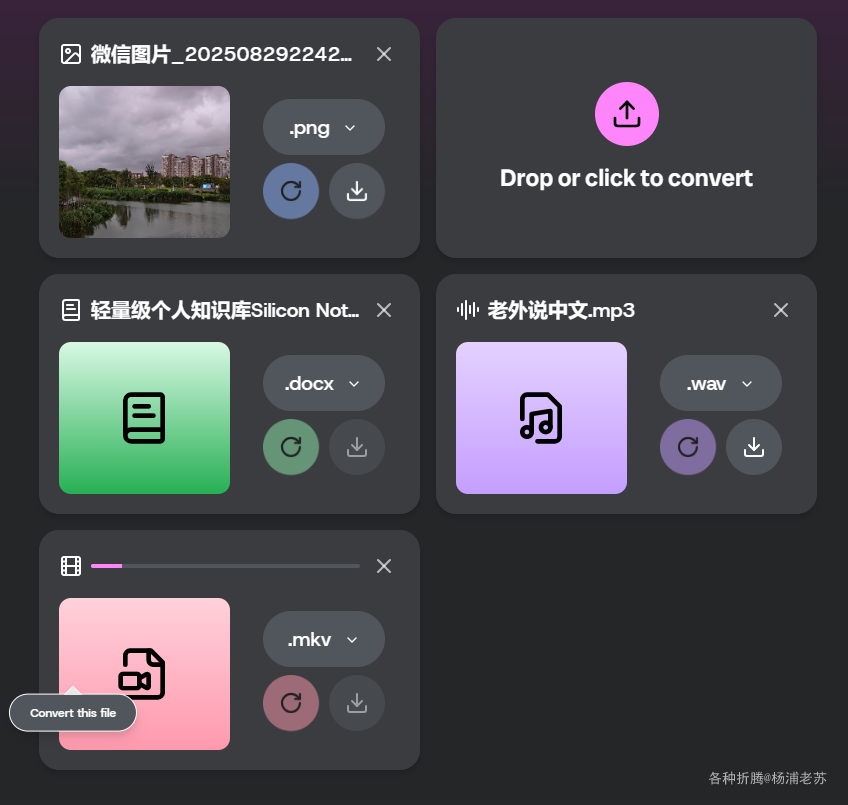 微信图片_202508292242...
.png
Drop or click to convert
轻量级个人知识库Silicon Not...
.docx
老外说中文.mp3
.wav
.mkv
Convert this file
各种折腾@杨浦老苏